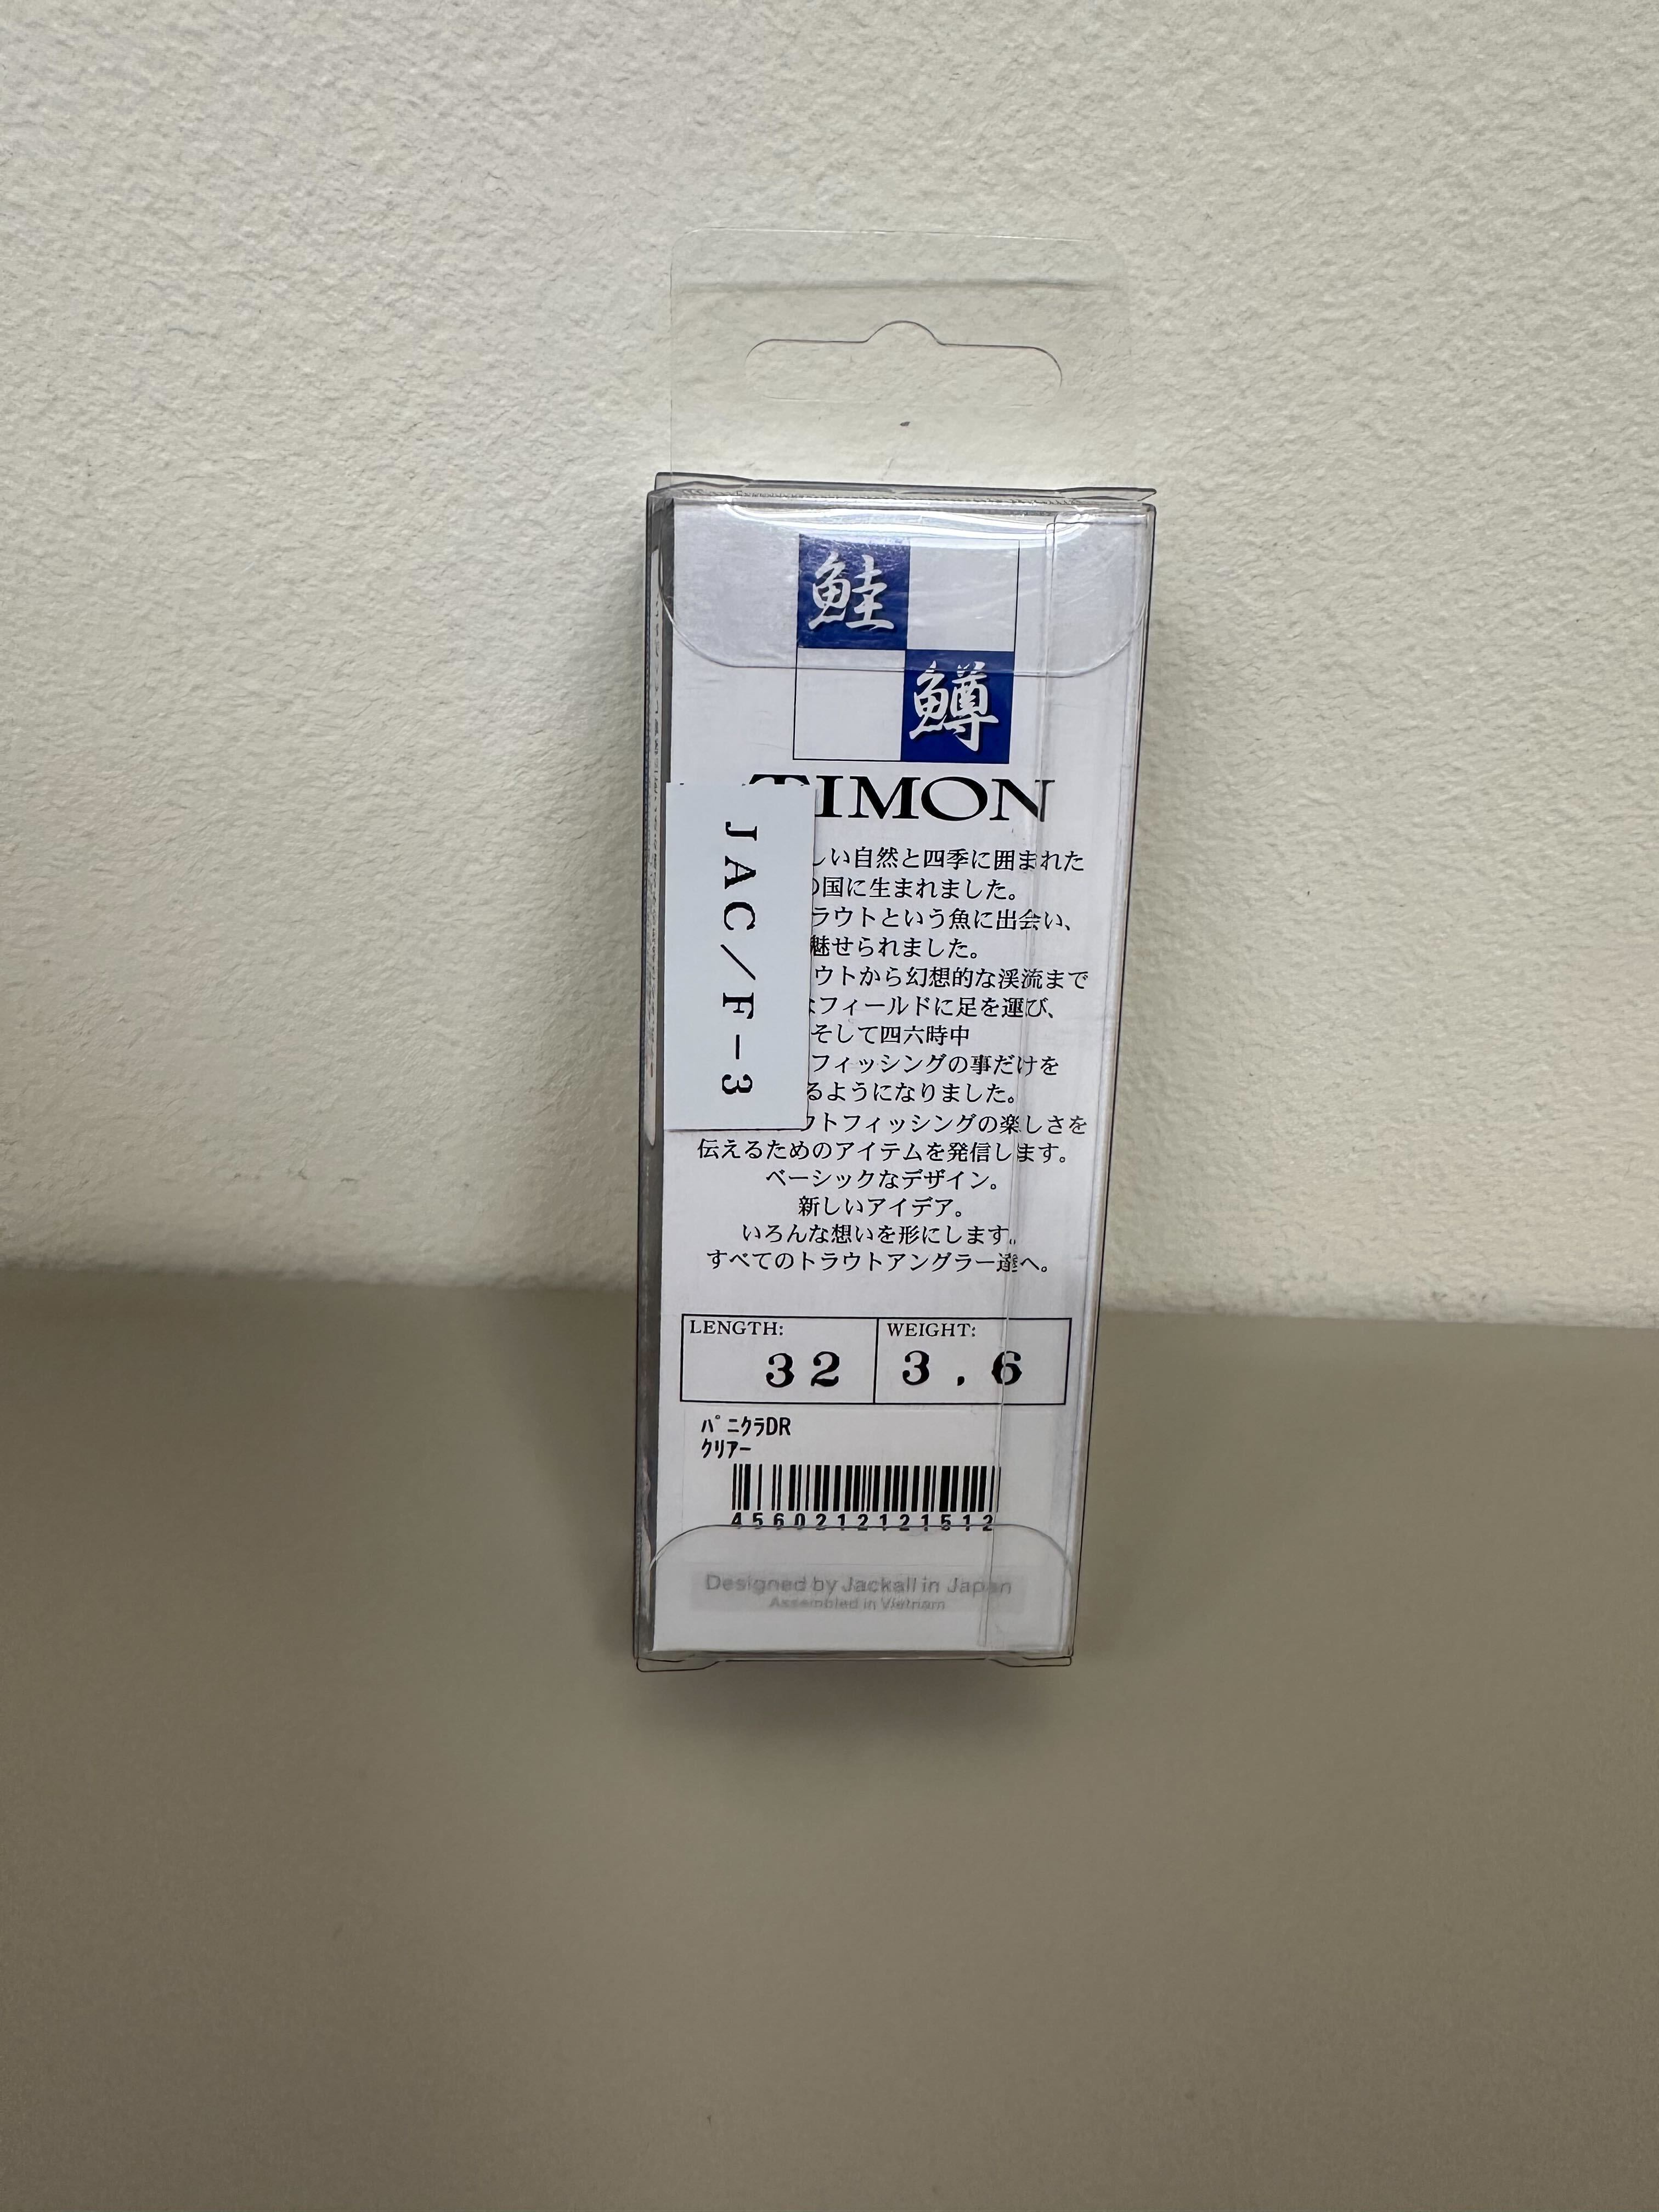 鮭
鱒
TIMON
JAC/F-3
しい自然と四季に囲まれた
の国に生まれました。
ラウトという魚に出会い、
魅せられました。
ウトから幻想的な渓流まで
なフィールドに足を運び、
そして四六時中
フィッシングの事だけを
るようになりました。
ウトフィッシングの楽しさを
伝えるためのアイテムを発信します。
ベーシックなデザイン。
新しいアイデア。
いろんな想いを形にします。
すべてのトラウトアングラー達へ。
LENGTH: WEIGHT:
32 3.6
パニクラDR
クリアー
4560212121512
Designed by Jackall in Japan
Assembled in Vietnam